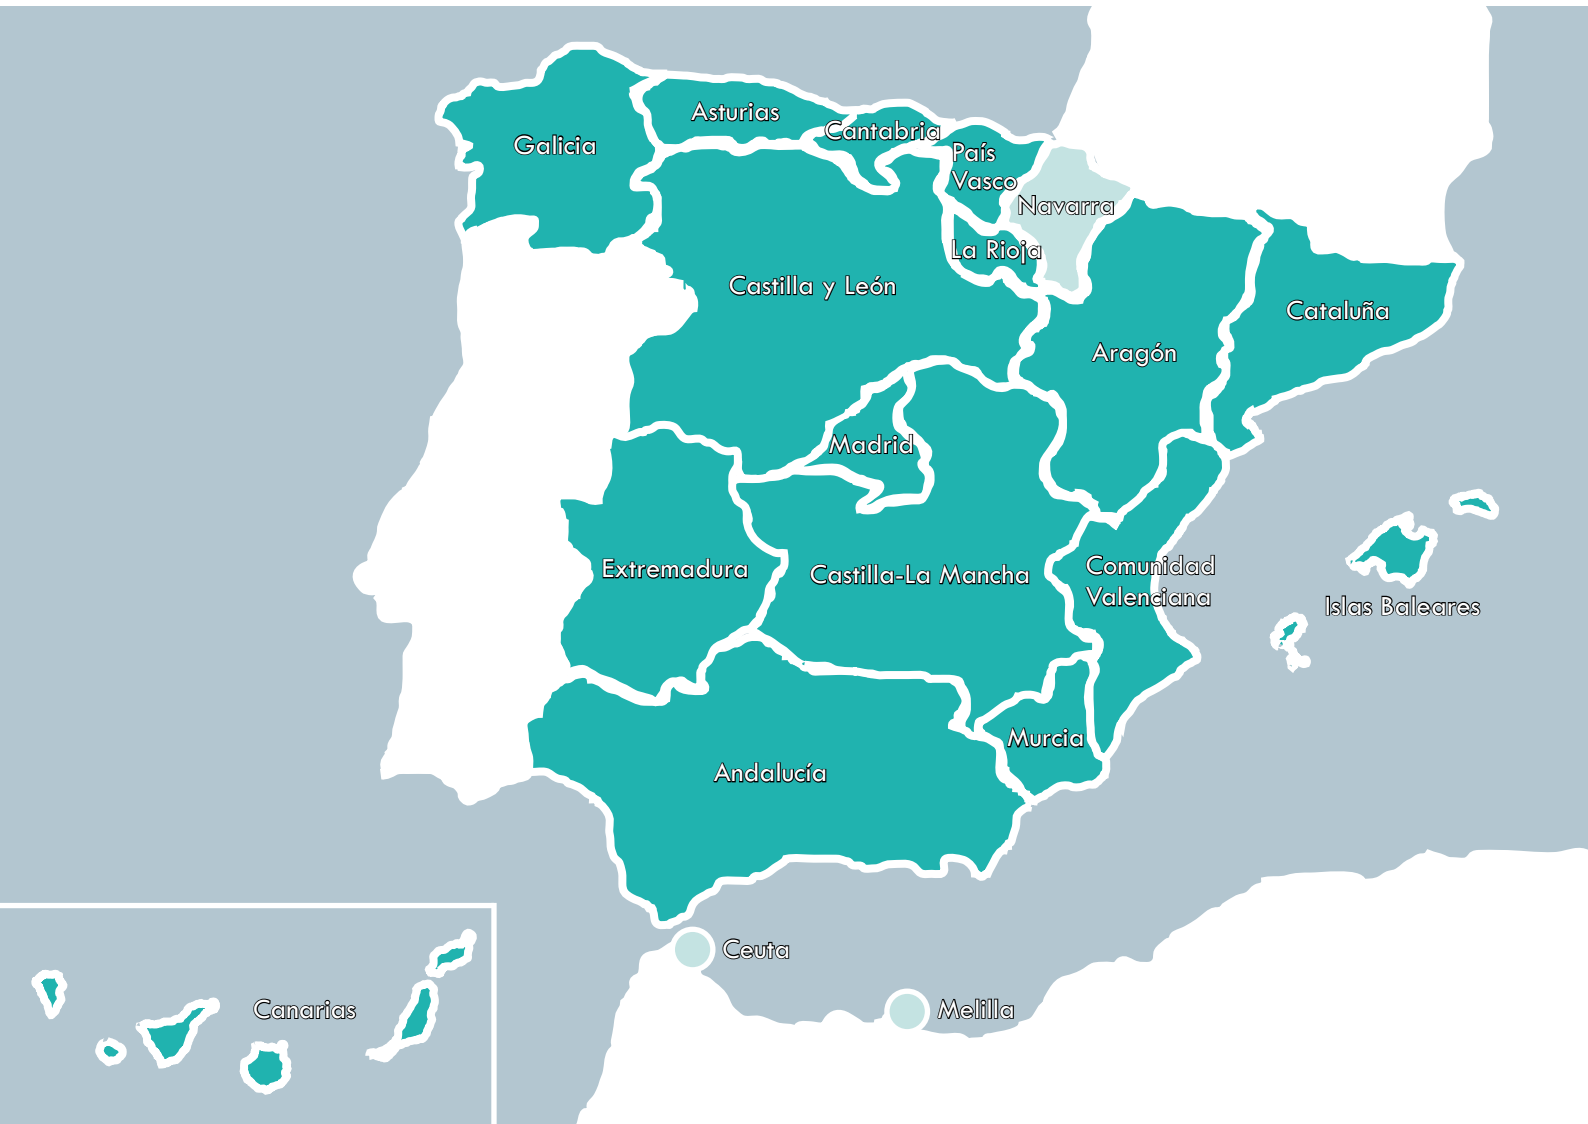 Asturias
Cantabria
Galicia
País
Vasco
Navarra
La Rioja
Castilla y León
Cataluña
Aragón
Madrid
Extremadura
Castilla-La Mancha
Comunidad
Valenciana
Islas Baleares
Murcia
Andalucía
Ceuta
Canarias
Melilla